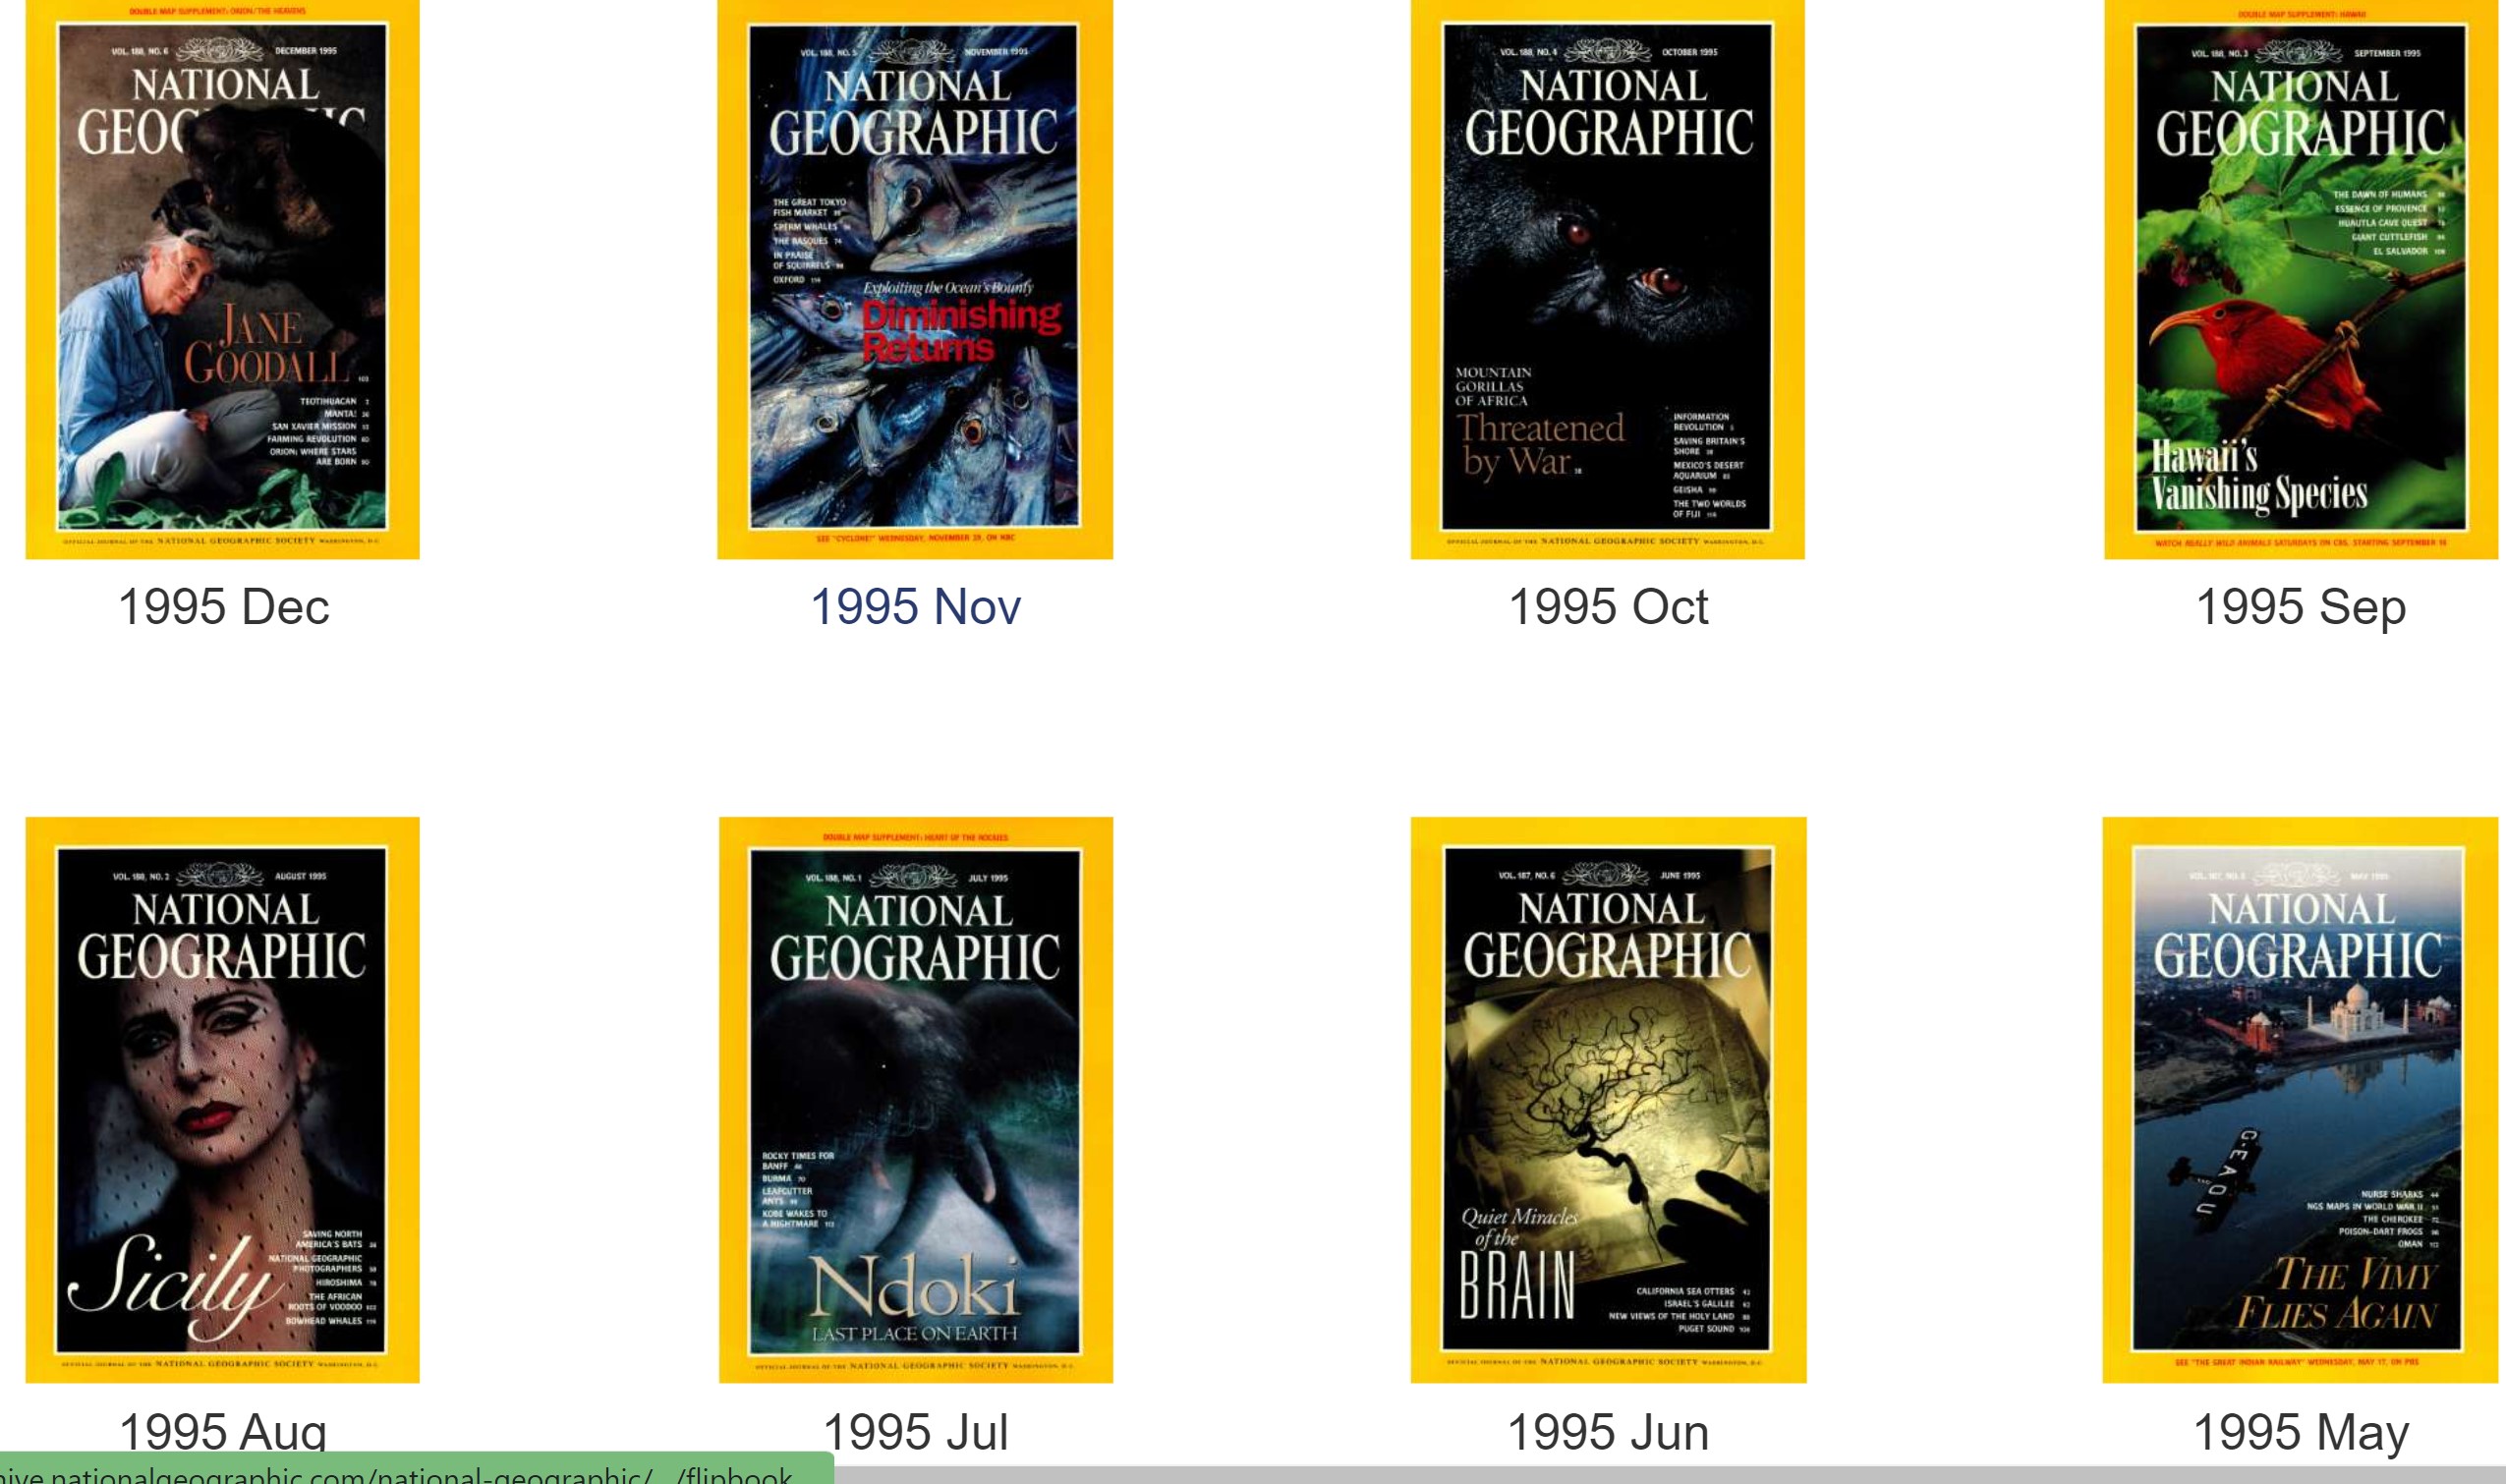 DOUBLE MAP SUPPLEMENT: ORION/THE HEAVENS
VOL. 188, NO. 6
DECEMBER 1995
NATIONAL
GEOGRAPHIC
JANE
GOODALL 102
TEOTIHUACAN 2
MANTA!
SAN XAVIER MISSION
FARMING REVOLUTION 60
ORION: WHERE STARS
ARE BORN 90
OFFICIAL JOURNAL OF THE NATIONAL GEOGRAPHIC SOCIETY WASHINGTON, D.C.
1995 Dec
VOL. 188, NO. 5
NOVEMBER 1995
NATIONAL
GEOGRAPHIC
THE GREAT TOKYO
FISH MARKET
SPERM WHALES
THE BASQUES 74
IN PRAISE
OF SQUIRRELS 98
OXFORD 114
Exploiting the Ocean's Bounty
Diminishing
Returns
SEE "CYCLONE!" WEDNESDAY, NOVEMBER 29, ON NBC
1995 Nov
VOL. 188, NO. 4
OCTOBER 1995
NATIONAL
GEOGRAPHIC
MOUNTAIN
GORILLAS
OF AFRICA
Threatened
by War
INFORMATION
REVOLUTION 5
SAVING BRITAIN'S
SHORE 38
MEXICO'S DESERT
AQUARIUM
GEISHA
THE TWO WORLDS
OF FIJI
OFFICIAL JOURNAL OF THE NATIONAL GEOGRAPHIC SOCIETY WASHINGTON, D.C.
1995 Oct
DOUBLE MAP SUPPLEMENT: HAWAII
VOL. 188, NO. 3
SEPTEMBER 1995
NATIONAL
GEOGRAPHIC
THE DAWN OF HUMANS
ESSENCE OF PROVENCE
HUAUTLA CAVE QUEST
GIANT CUTTLEFISH
EL SALVADOR
Hawaii's
Vanishing Species
WATCH REALLY WILD ANIMALS SATURDAYS ON CBS, STARTING SEPTEMBER 16
1995 Sep
VOL. 188, NO. 2
AUGUST 1995
NATIONAL
GEOGRAPHIC
SAVING NORTH
AMERICA'S BATS
NATIONAL GEOGRAPHIC
PHOTOGRAPHERS
HIROSHIMA
THE AFRICAN
ROOTS OF VOODOO
BOWHEAD WHALES
Sicily
OFFICIAL JOURNAL OF THE NATIONAL GEOGRAPHIC SOCIETY WASHINGTON, D.C.
1995 Aug
DOUBLE MAP SUPPLEMENT: HEART OF THE ROCKIES
VOL. 188, NO. 1
JULY 1995
NATIONAL
GEOGRAPHIC
ROCKY TIMES FOR
BANFF
BURMA 70
LEAFCUTTER
ANTS
KOBE WAKES TO
A NIGHTMARE
Ndoki
LAST PLACE ON EARTH
OFFICIAL JOURNAL OF THE NATIONAL GEOGRAPHIC SOCIETY WASHINGTON, D.C.
1995 Jul
VOL. 187, NO. 6
JUNE 1995
NATIONAL
GEOGRAPHIC
Quiet Miracles
of the
BRAIN
CALIFORNIA SEA OTTERS
ISRAEL'S GALILEE
NEW VIEWS OF THE HOLY LAND
PUGET SOUND
OFFICIAL JOURNAL OF THE NATIONAL GEOGRAPHIC SOCIETY WASHINGTON, D.C.
1995 Jun
VOL. 187, NO. 5
MAY 1995
NATIONAL
GEOGRAPHIC
G-EAOU
NURSE SHARKS
NGS MAPS IN WORLD WAR II
THE CHEROKEE
POISON-DART FROGS
OMAN
THE VIMY
FLIES AGAIN
SEE "THE GREAT INDIAN RAILWAY" WEDNESDAY, MAY 17, ON PBS
1995 May
hive.nationalgeographic.com/national-geographic/.../flipbook